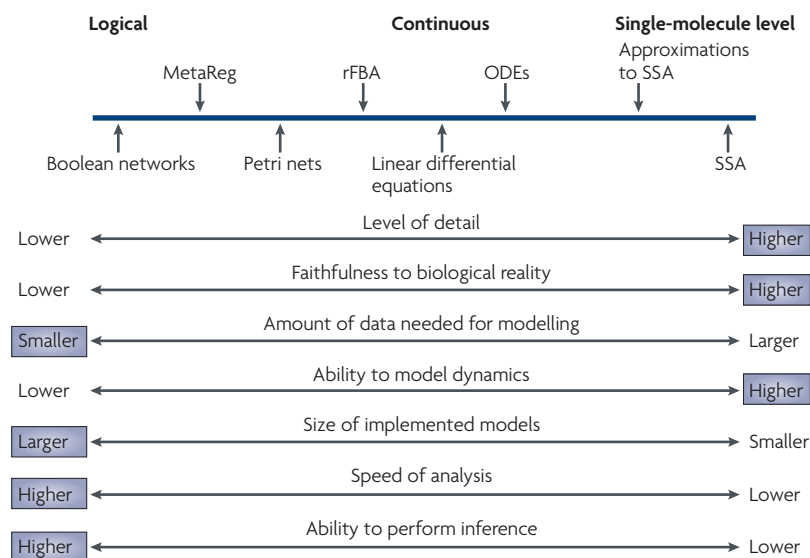 Logical Continuous Single-molecule level
MetaReg rFBA ODEs Approximations
to SSA
Boolean networks Petri nets Linear differential SSA
equations
Level of detail
Lower Higher
Faithfulness to biological reality
Lower Higher
Amount of data needed for modelling
Smaller Larger
Ability to model dynamics
Lower Higher
Size of implemented models
Larger Smaller
Speed of analysis
Higher Lower
Ability to perform inference
Higher Lower